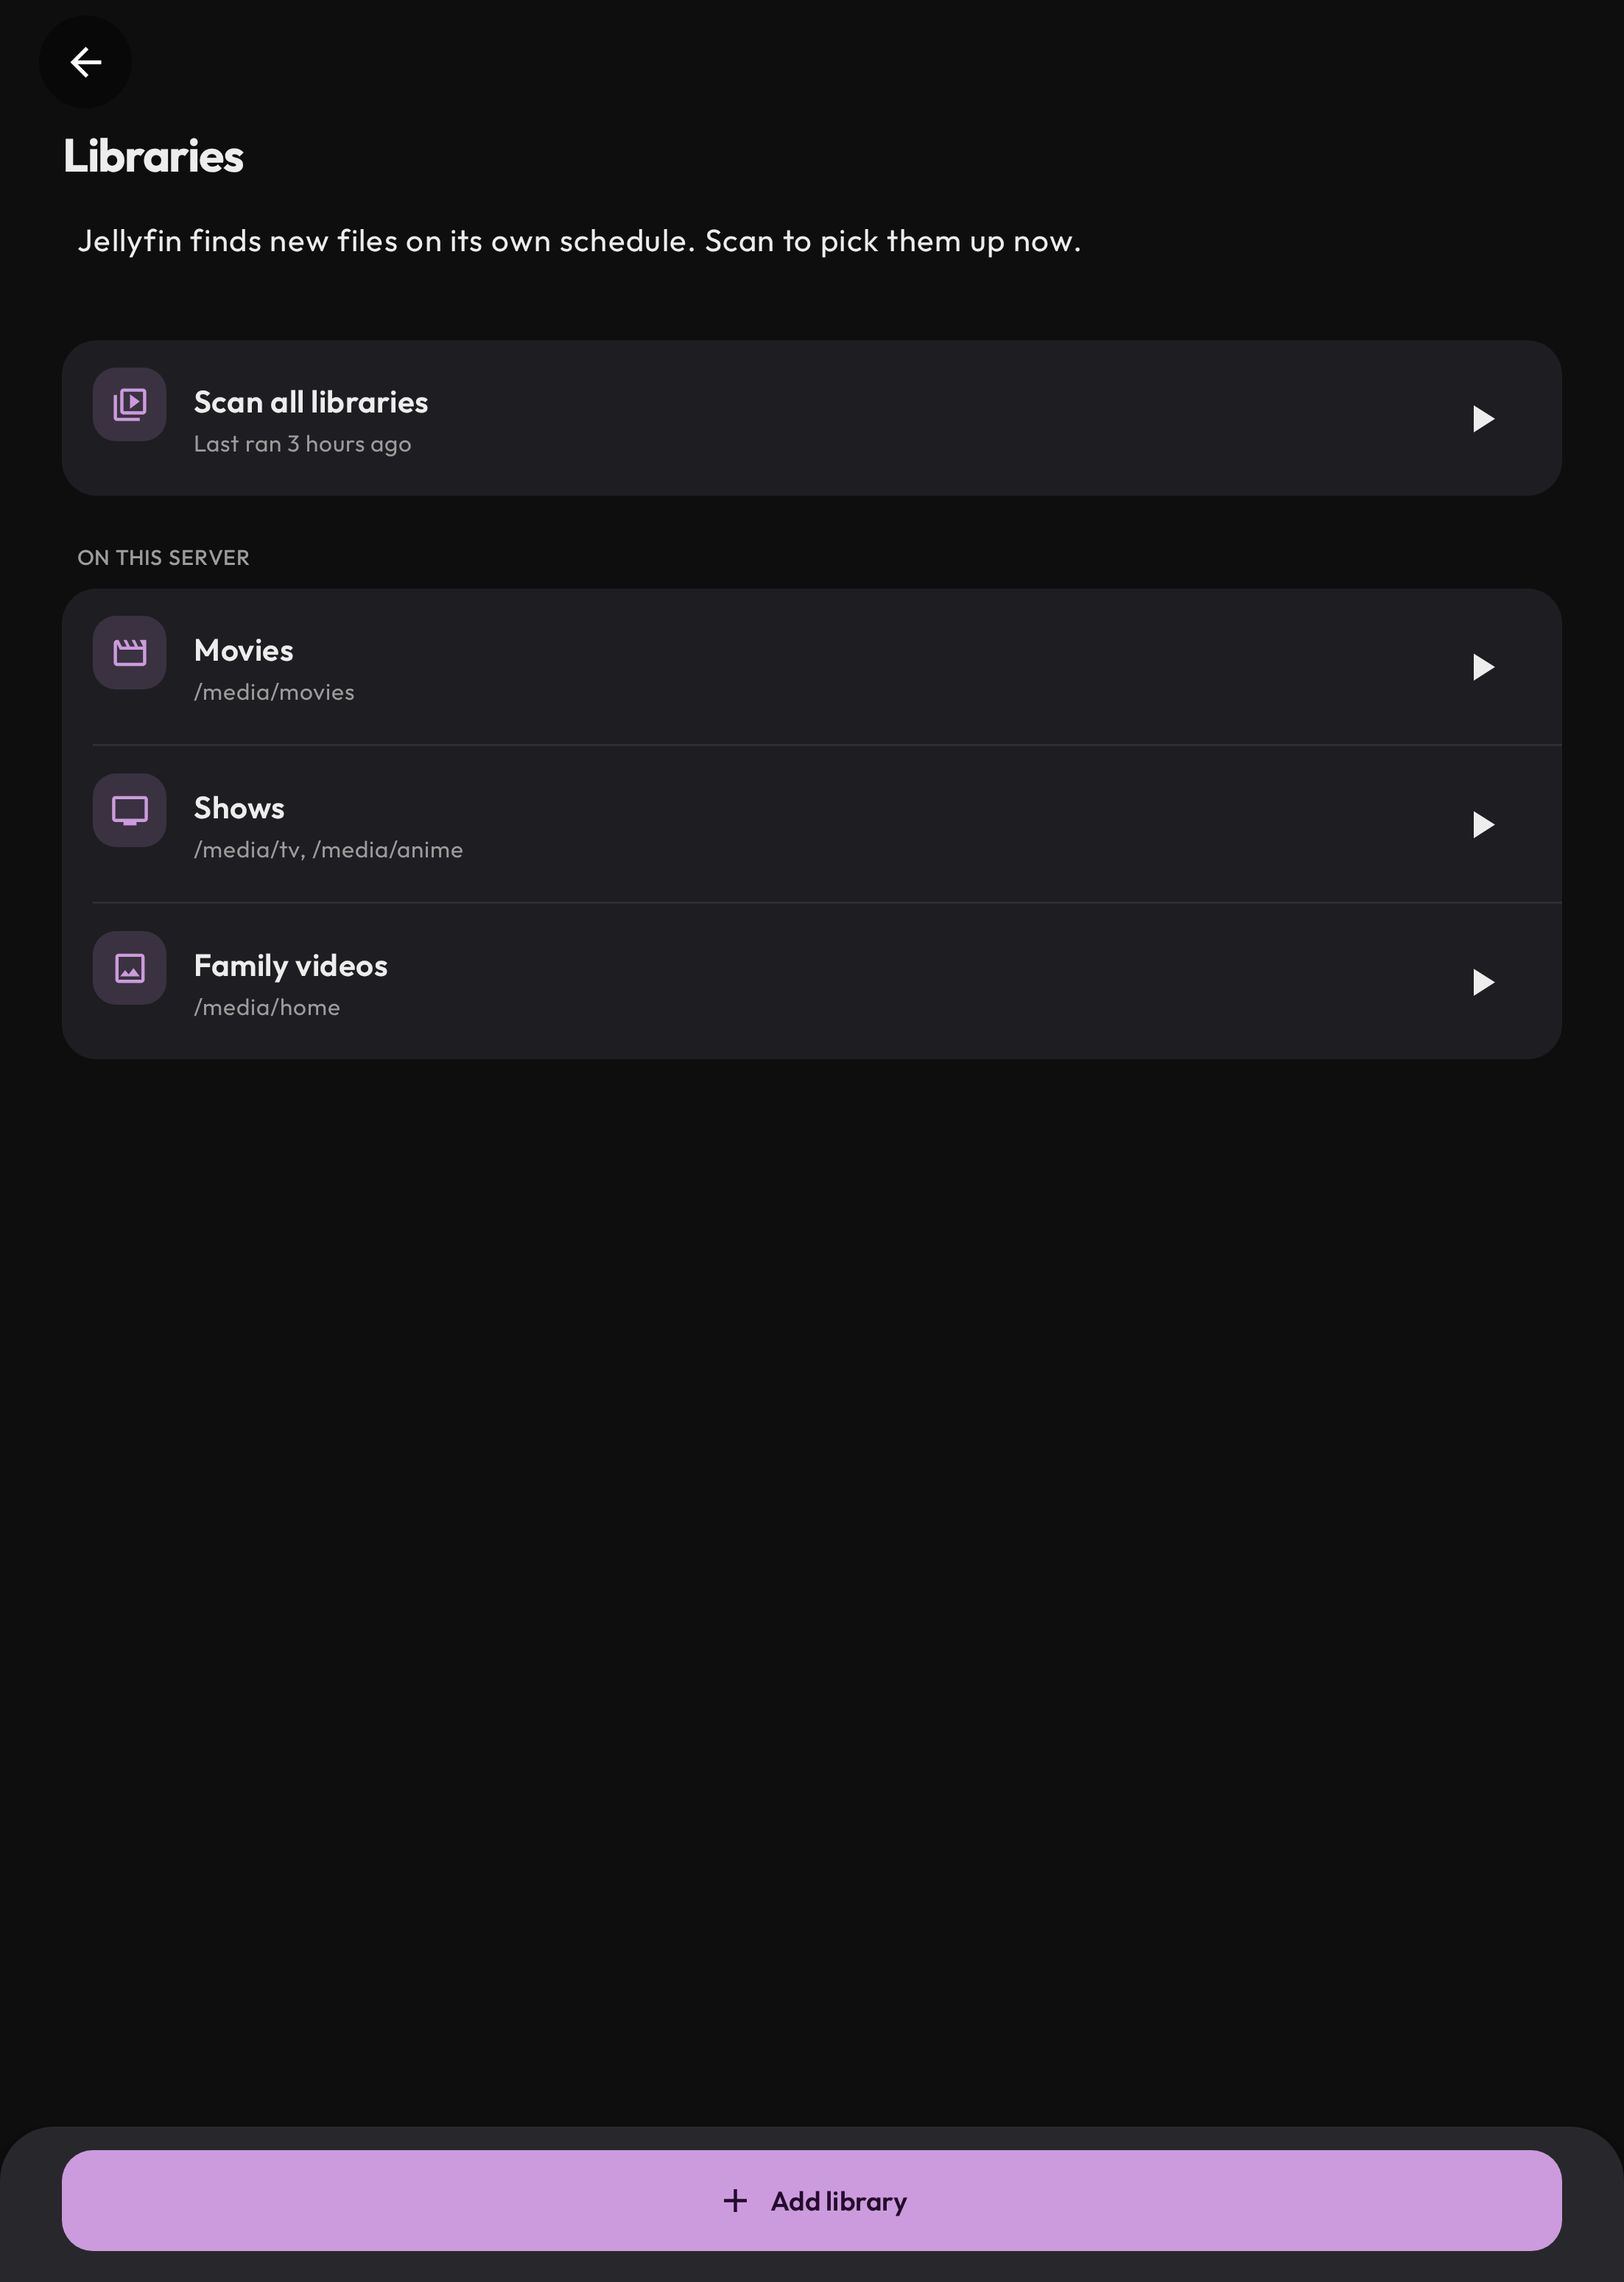 Libraries
Jellyfin finds new files on its own schedule. Scan to pick them up now.
Scan all libraries
Last ran 3 hours ago
ON THIS SERVER
Movies
/media/movies
Shows
/media/tv, /media/anime
Family videos
/media/home
Add library